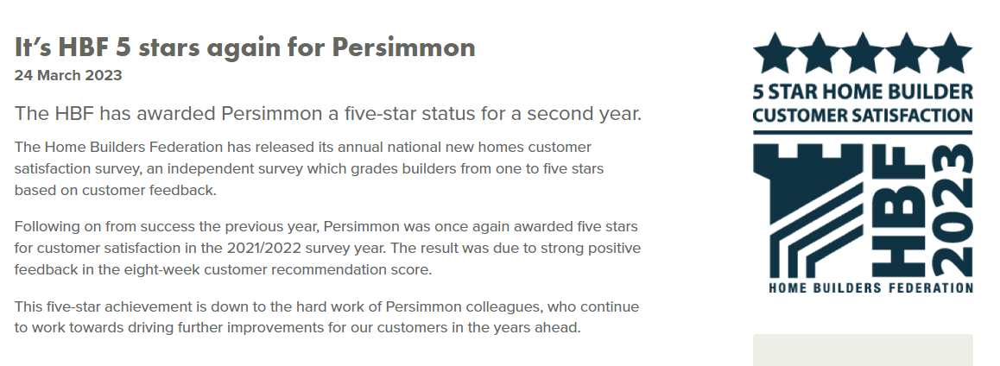 It's HBF 5 stars again for Persimmon
24 March 2023
The HBF has awarded Persimmon a five-star status for a second year.
The Home Builders Federation has released its annual national new homes customer
satisfaction survey, an independent survey which grades builders from one to five stars
based on customer feedback.
Following on from success the previous year, Persimmon was once again awarded five stars
for customer satisfaction in the 2021/2022 survey year. The result was due to strong positive
feedback in the eight-week customer recommendation score.
This five-star achievement is down to the hard work of Persimmon colleagues, who continue
to work towards driving further improvements for our customers in the years ahead.
5 STAR HOME BUILDER
CUSTOMER SATISFACTION
HBF
2023
HOME BUILDERS FEDERATION